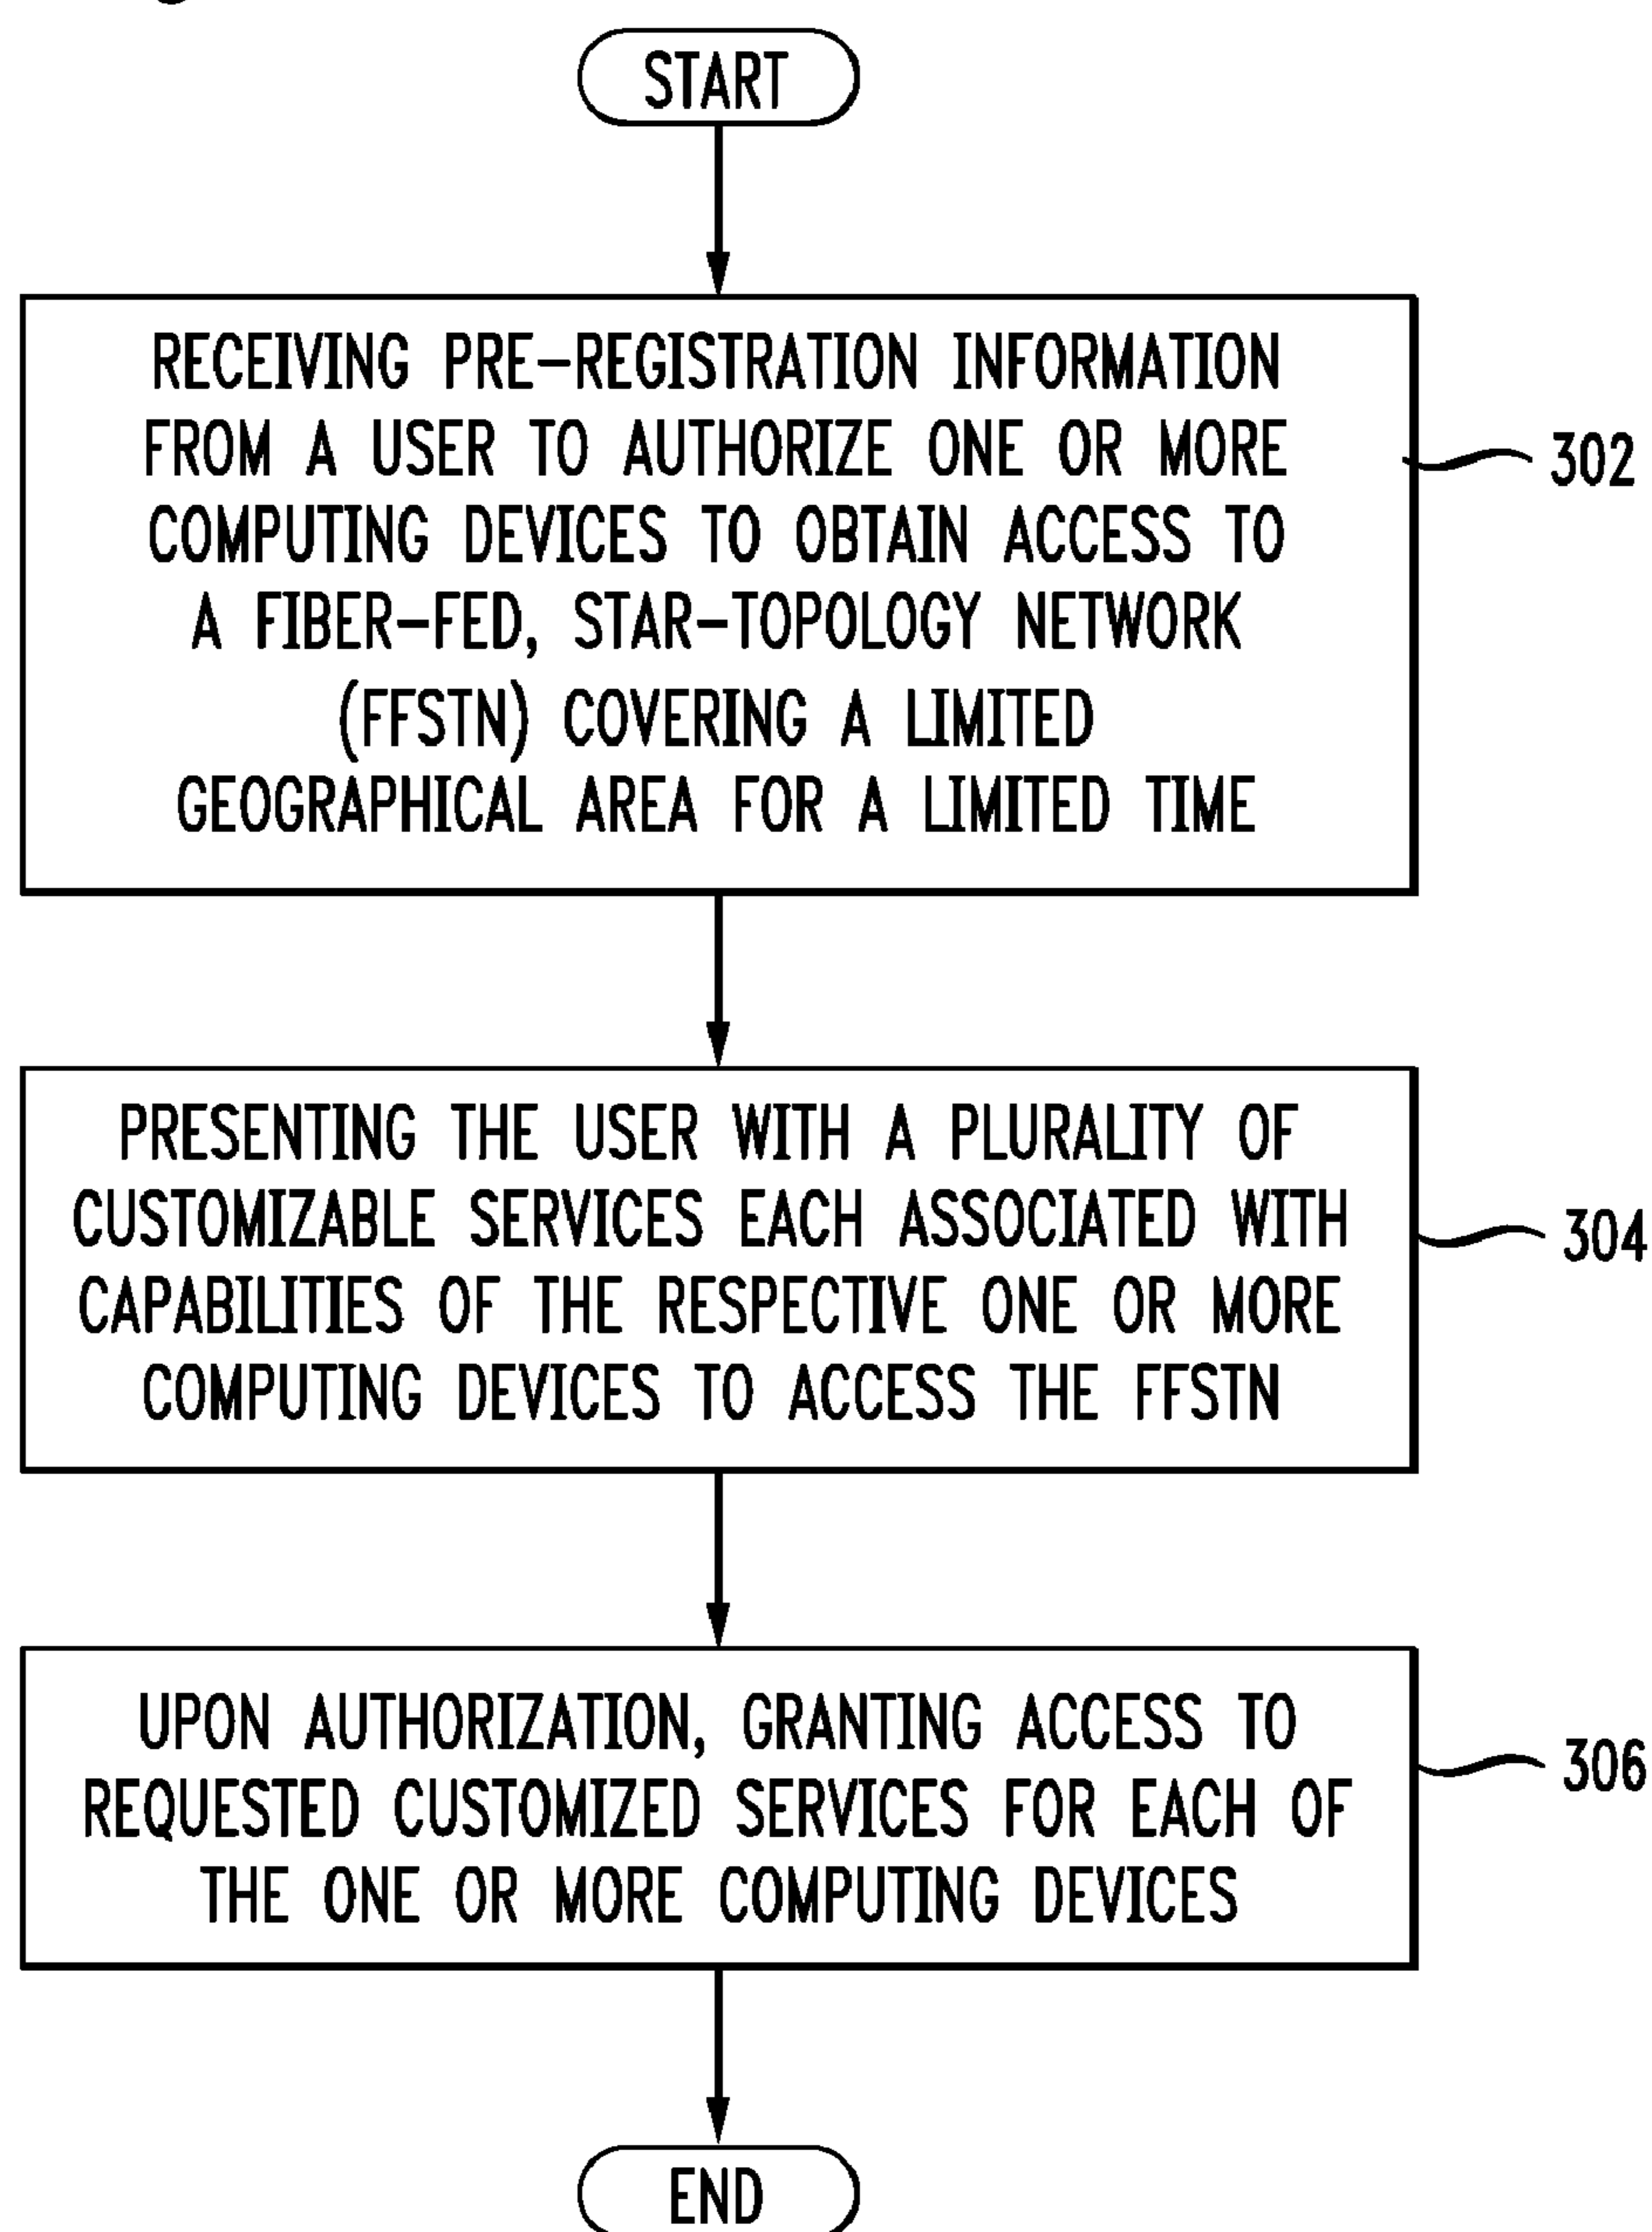 START
RECEIVING PRE-REGISTRATION INFORMATION
FROM A USER TO AUTHORIZE ONE OR MORE
COMPUTING DEVICES TO OBTAIN ACCESS TO
A FIBER-FED, STAR-TOPOLOGY NETWORK
(FFSTN) COVERING A LIMITED
GEOGRAPHICAL AREA FOR A LIMITED TIME
302
PRESENTING THE USER WITH A PLURALITY OF
CUSTOMIZABLE SERVICES EACH ASSOCIATED WITH
CAPABILITIES OF THE RESPECTIVE ONE OR MORE
COMPUTING DEVICES TO ACCESS THE FFSTN
304
UPON AUTHORIZATION, GRANTING ACCESS TO
REQUESTED CUSTOMIZED SERVICES FOR EACH OF
THE ONE OR MORE COMPUTING DEVICES
306
END